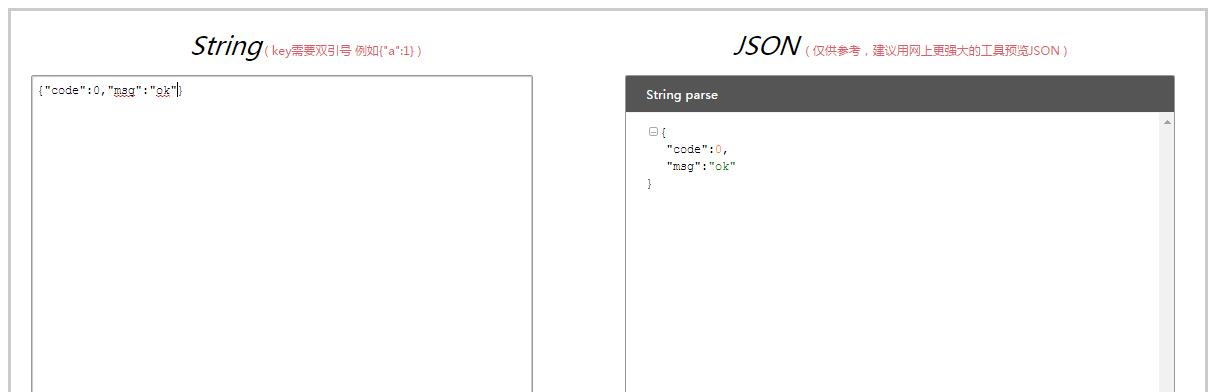 String ( key需要双引号 例如{"a":1} )
{"code":0,"msg":"ok"}
JSON ( 仅供参考，建议用网上更强大的工具预览JSON )
String parse
{
"code":0,
"msg":"ok"
}